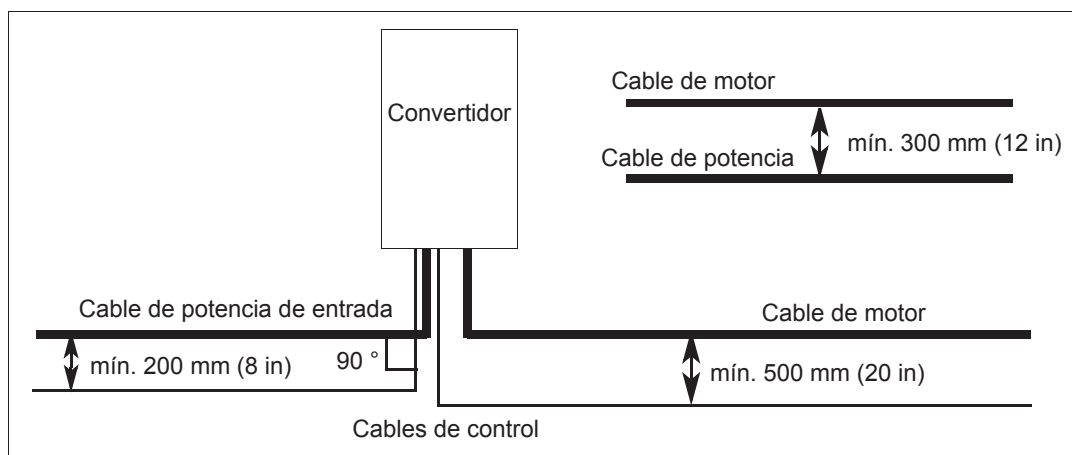 Convertidor
Cable de motor
mín. 300 mm (12 in)
Cable de potencia
Cable de potencia de entrada
mín. 200 mm (8 in)
90 °
Cable de motor
mín. 500 mm (20 in)
Cables de control